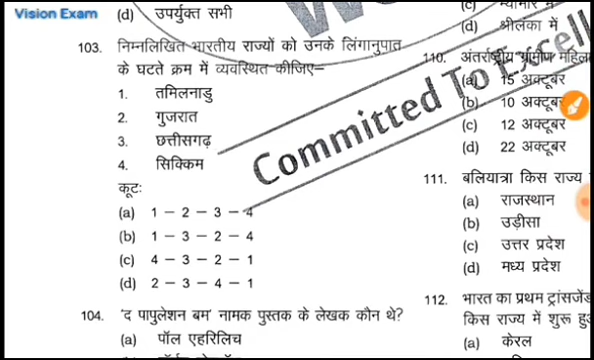 Vision Exam
(d) उपर्युक्त सभी
103. निम्नलिखित भारतीय राज्यों को उनके लिंगानुपात
के घटते क्रम में व्यवस्थित कीजिए–
1. तमिलनाडु
2. गुजरात
3. छत्तीसगढ़
4. सिक्किम
कूटः
(a) 1 – 2 – 3 – 4
(b) 1 – 3 – 2 – 4
(c) 4 – 3 – 2 – 1
(d) 2 – 3 – 4 – 1
104. 'द पापुलेशन बम' नामक पुस्तक के लेखक कौन थे?
(a) पॉल एहरिलिच
(c) म्यांमार में
(d) श्रीलंका में
110. अंतर्राष्ट्रीय ग्रामीण महिला
(a) 15 अक्टूबर
(b) 10 अक्टूबर
(c) 12 अक्टूबर
(d) 22 अक्टूबर
111. बलियात्रा किस राज्य
(a) राजस्थान
(b) उड़ीसा
(c) उत्तर प्रदेश
(d) मध्य प्रदेश
112. भारत का प्रथम ट्रांसजेंड
किस राज्य में शुरू हु
(a) केरल
Committed To Excell